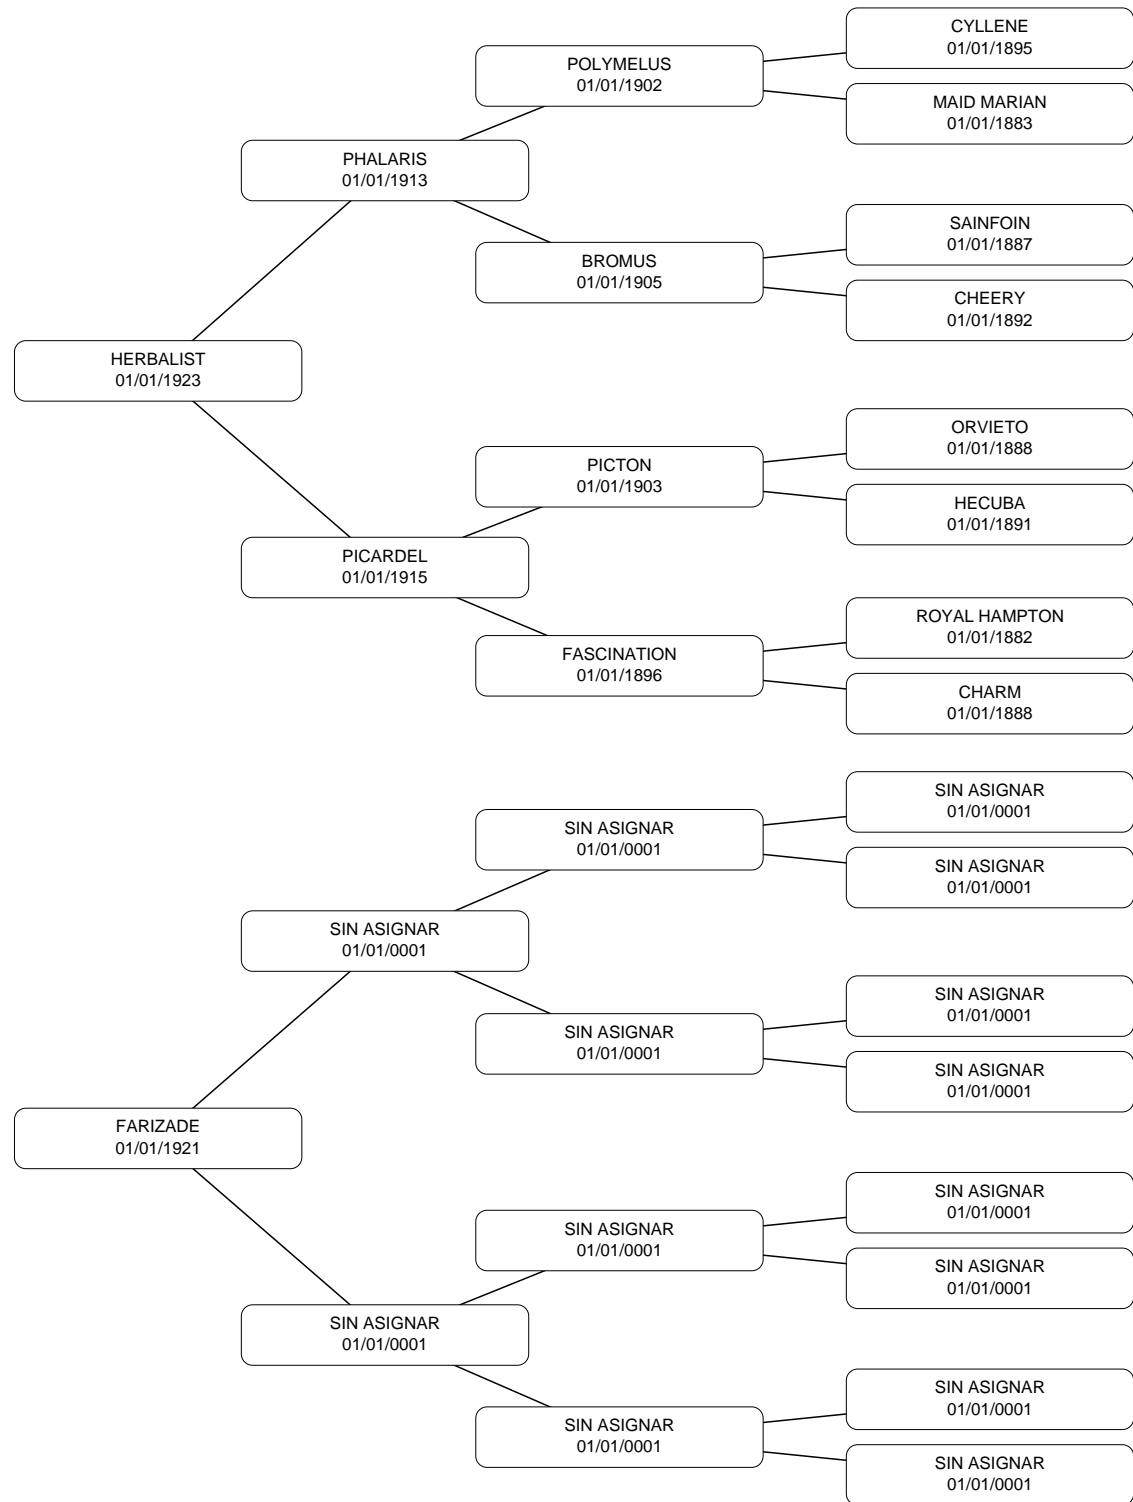 CYLLENE
01/01/1895
POLYMELUS
01/01/1902
MAID MARIAN
01/01/1883
PHALARIS
01/01/1913
SAINFOIN
01/01/1887
BROMUS
01/01/1905
CHEERY
01/01/1892
HERBALIST
01/01/1923
ORVIETO
01/01/1888
PICTON
01/01/1903
HECUBA
01/01/1891
PICARDEL
01/01/1915
ROYAL HAMPTON
01/01/1882
FASCINATION
01/01/1896
CHARM
01/01/1888
SIN ASIGNAR
01/01/0001
SIN ASIGNAR
01/01/0001
SIN ASIGNAR
01/01/0001
SIN ASIGNAR
01/01/0001
SIN ASIGNAR
01/01/0001
SIN ASIGNAR
01/01/0001
SIN ASIGNAR
01/01/0001
FARIZADE
01/01/1921
SIN ASIGNAR
01/01/0001
SIN ASIGNAR
01/01/0001
SIN ASIGNAR
01/01/0001
SIN ASIGNAR
01/01/0001
SIN ASIGNAR
01/01/0001
SIN ASIGNAR
01/01/0001
SIN ASIGNAR
01/01/0001